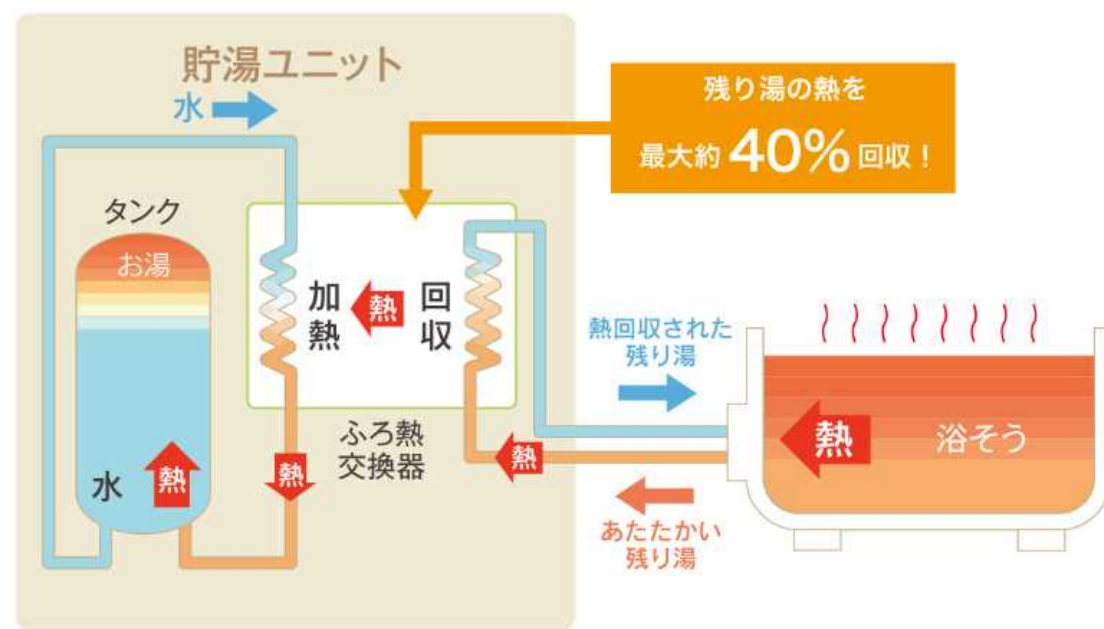 貯湯ユニット
水
残り湯の熱を
最大約40%回収！
タンク
お湯
加熱
熱
回収
熱回収された
残り湯
熱
浴そう
ふろ熱
交換器
熱
熱
水
熱
あたたかい
残り湯